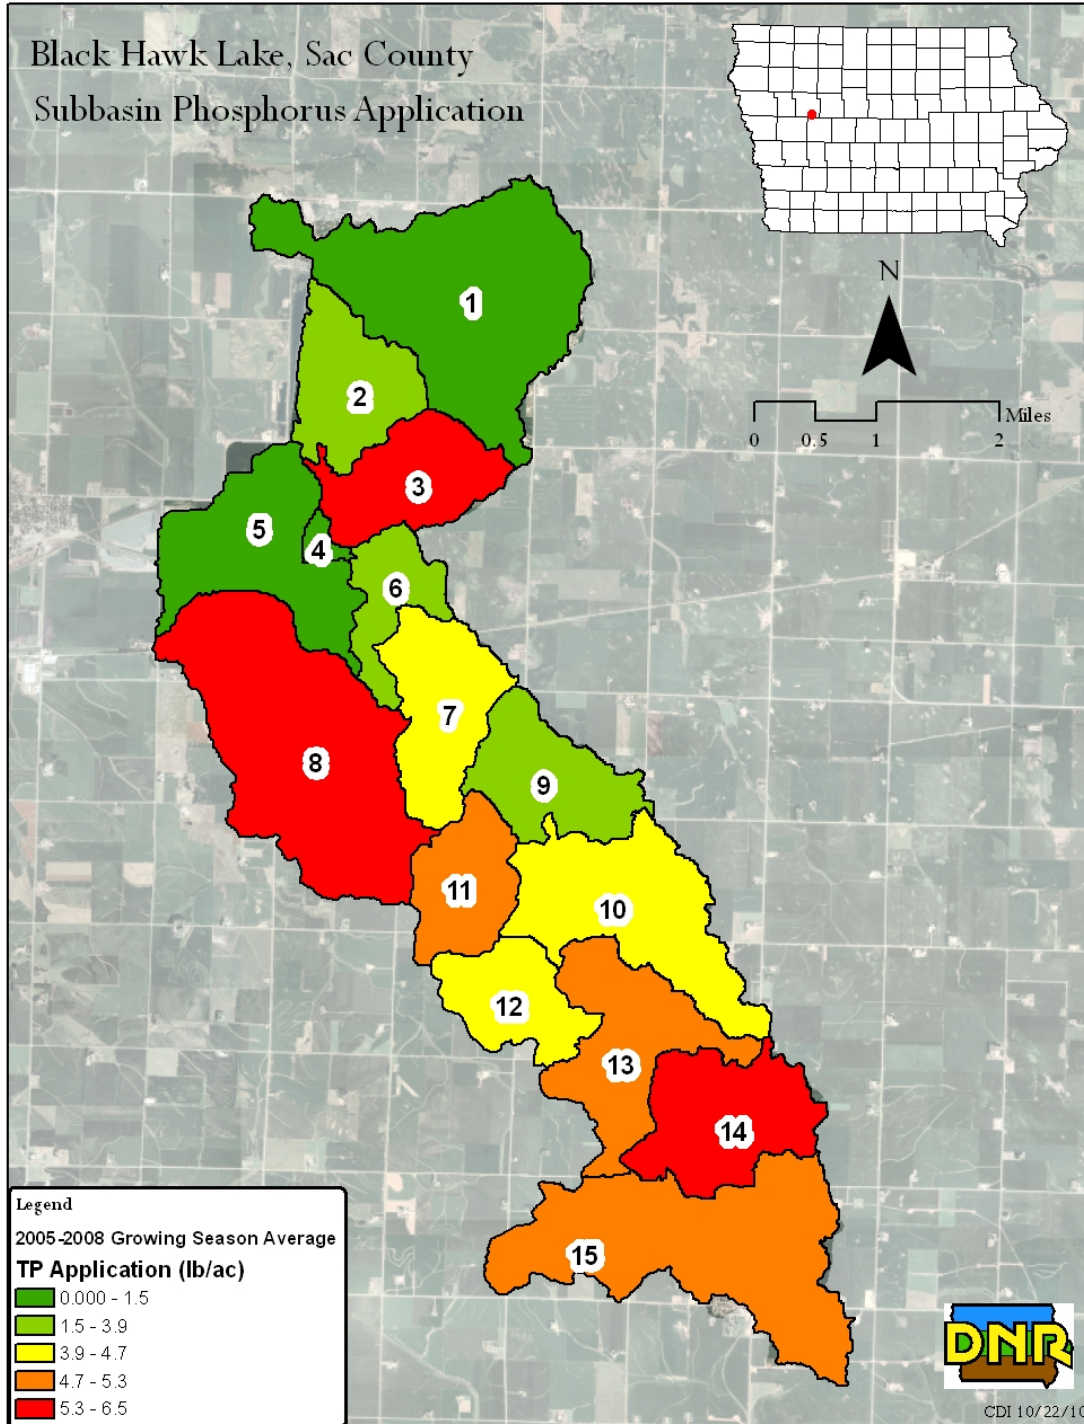 Black Hawk Lake, Sac County
Subbasin Phosphorus Application
N
Miles
0 0.5 1 2
1
2
3
5
4
6
7
8
9
11
10
12
13
14
15
Legend
2005-2008 Growing Season Average
TP Application (lb/ac)
0.000 - 1.5
1.5 - 3.9
3.9 - 4.7
4.7 - 5.3
5.3 - 6.5
DNR
CDI 10/22/10